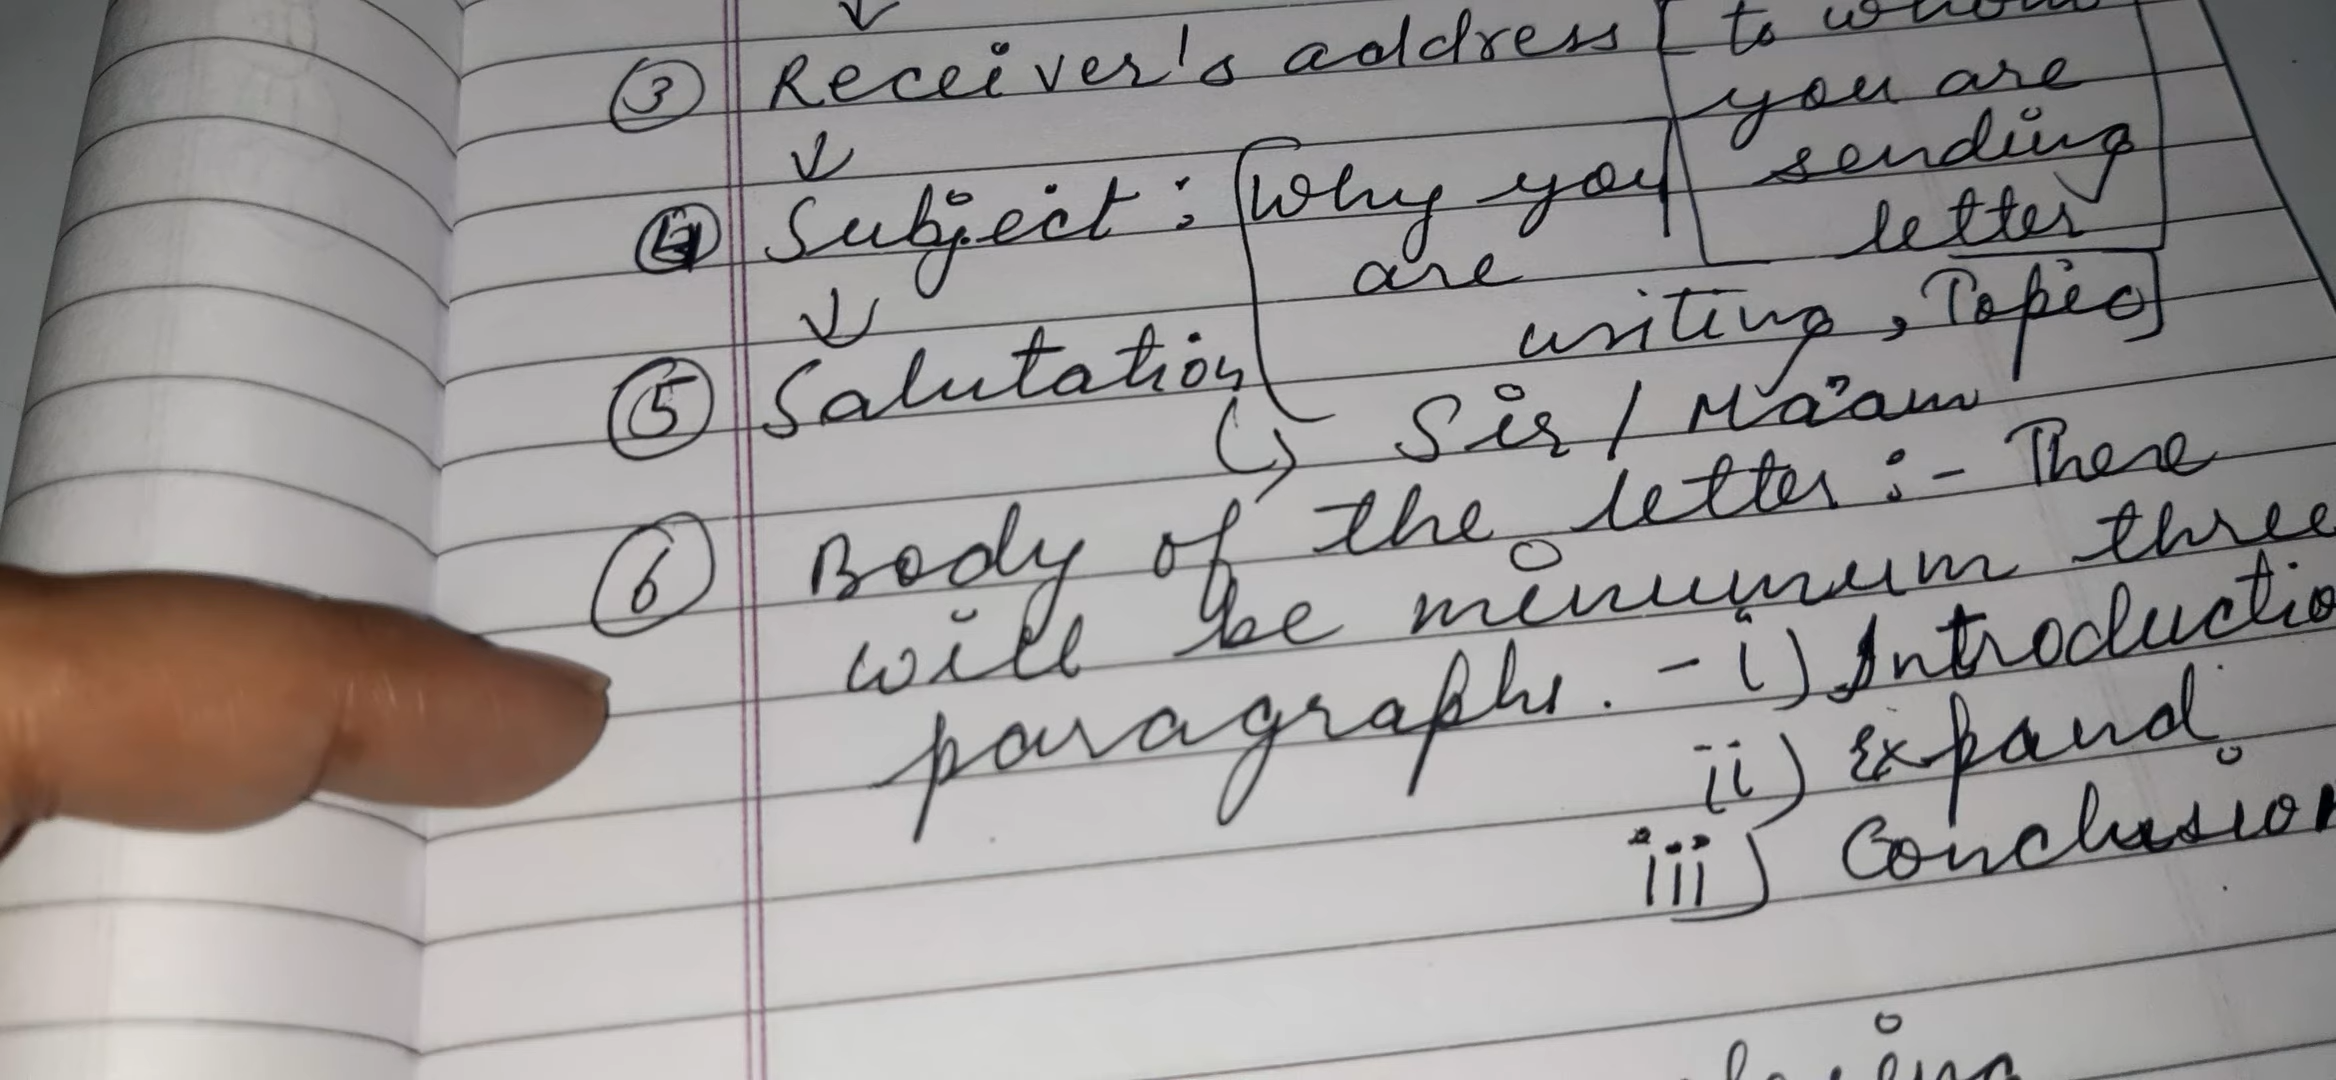 ③ Receiver's address [ to whom
you are
sending
letter
④ Subject : [ Why you
are
writing, Topic ]
⑤ Salutation
↳ Sir / Ma'am
⑥ Body of the letter :- There
will be minumum three
paragraphs. - i) Introduction
ii) Expand
iii) Conclusion